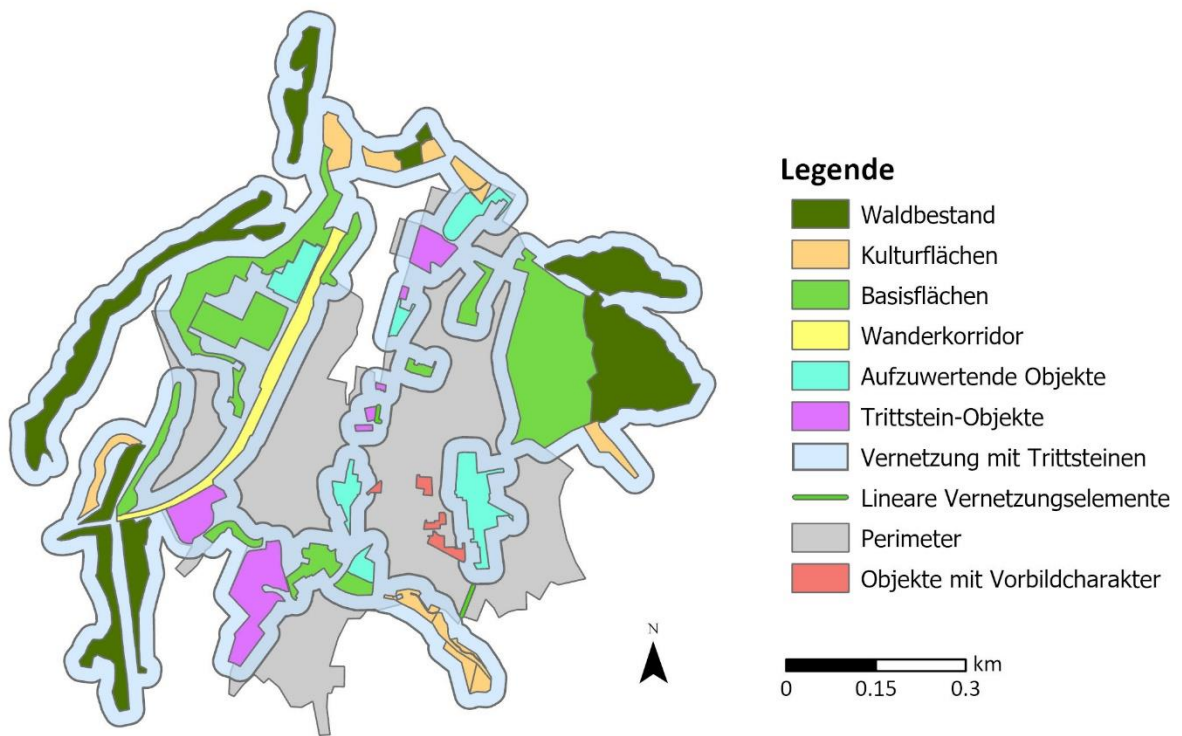 Legende
Waldbestand
Kulturflächen
Basisflächen
Wanderkorridor
Aufzuwertende Objekte
Trittstein-Objekte
Vernetzung mit Trittsteinen
Lineare Vernetzungselemente
Perimeter
Objekte mit Vorbildcharakter
N
km
0 0.15 0.3